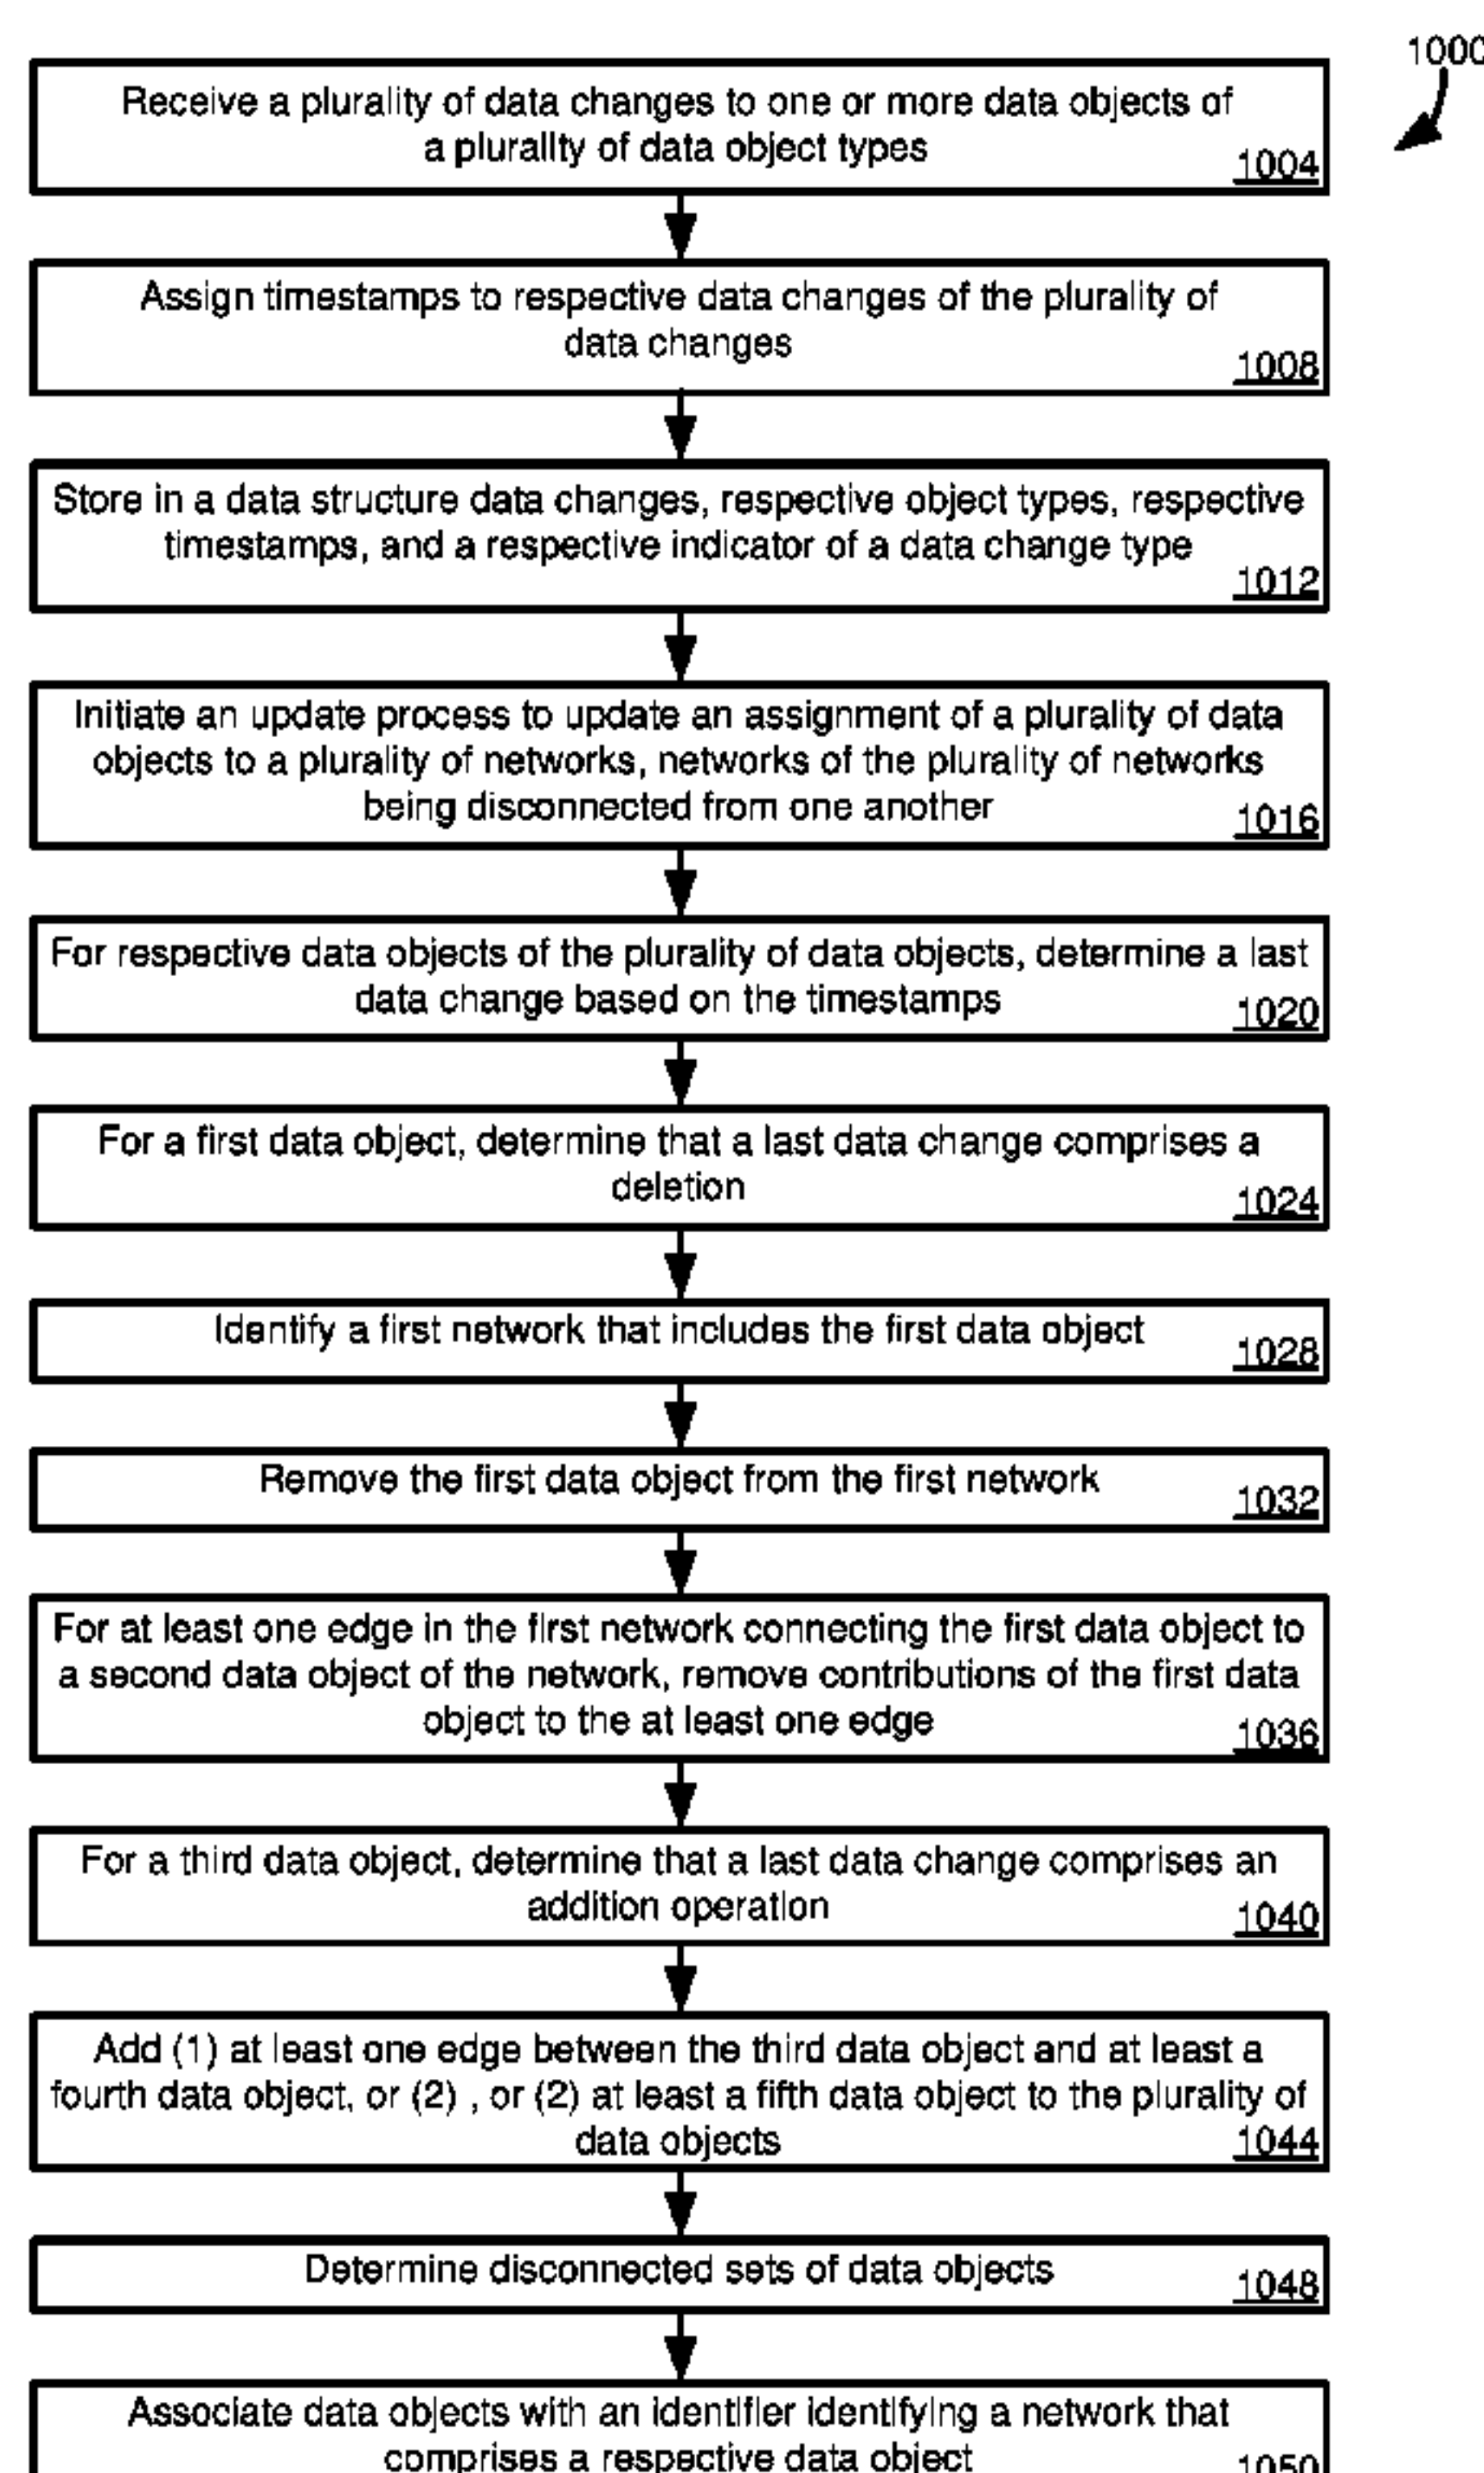 1000
Receive a plurality of data changes to one or more data objects of
a plurality of data object types
1004
Assign timestamps to respective data changes of the plurality of
data changes
1008
Store in a data structure data changes, respective object types, respective
timestamps, and a respective indicator of a data change type
1012
Initiate an update process to update an assignment of a plurality of data
objects to a plurality of networks, networks of the plurality of networks
being disconnected from one another
1016
For respective data objects of the plurality of data objects, determine a last
data change based on the timestamps
1020
For a first data object, determine that a last data change comprises a
deletion
1024
Identify a first network that includes the first data object
1028
Remove the first data object from the first network
1032
For at least one edge in the first network connecting the first data object to
a second data object of the network, remove contributions of the first data
object to the at least one edge
1036
For a third data object, determine that a last data change comprises an
addition operation
1040
Add (1) at least one edge between the third data object and at least a
fourth data object, or (2) , or (2) at least a fifth data object to the plurality of
data objects
1044
Determine disconnected sets of data objects
1048
Associate data objects with an identifier identifying a network that
comprises a respective data object
1050